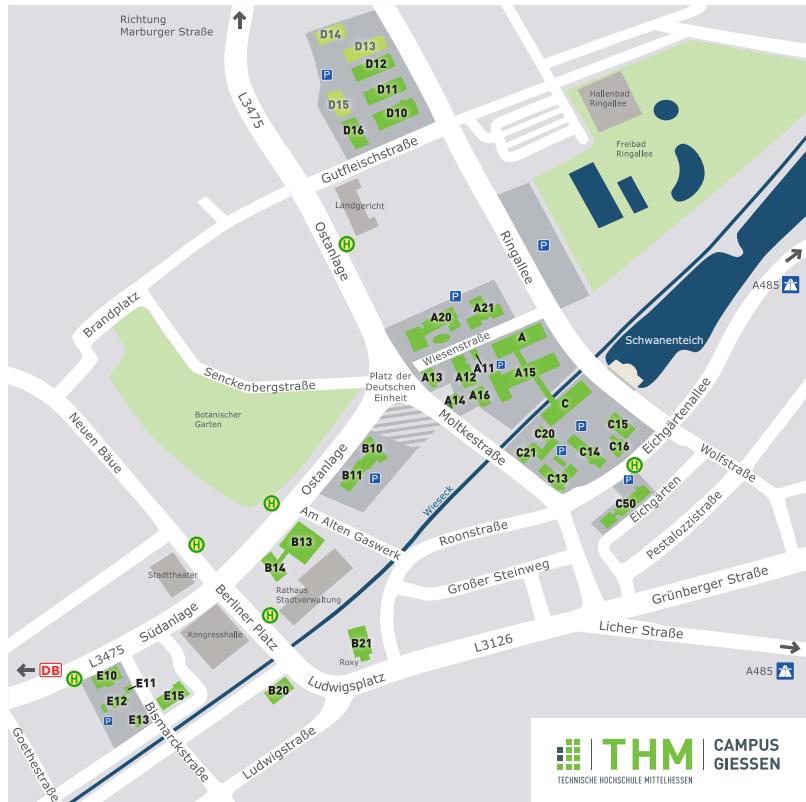 Richtung
Marburger Straße
D14
D13
D12
P
D11
D15
D10
D16
L3475
Gutfleischstraße
Hallenbad
Ringallee
Freibad
Ringallee
Landgericht
Ostanlage
H
Ringallee
P
A485
P
A21
A20
Brandplatz
Wiesenstraße
A
Schwanenteich
A11
P
A15
A13
A12
Platz der
Deutschen
Einheit
Senckenbergstraße
A14
A16
C
Botanischer
Garten
Neuen Bäue
Moltkestraße
C15
P
Eichgärtenallee
C20
C16
C21
P
C14
C13
H
Wolfstraße
B10
B11
P
Ostanlage
P
C50
Eichgärten
Wieseck
H
Am Alten Gaswerk
Roonstraße
Pestalozzistraße
H
B13
B14
Stadttheater
Großer Steinweg
Grünberger Straße
Rathaus
Stadtverwaltung
Berliner Platz
H
Südanlage
Kongresshalle
L3126
Licher Straße
B21
Roxy
L3475
DB
H
E10
E11
E12
E15
E13
P
B20
Ludwigsplatz
A485
Bismarckstraße
Goethestraße
Ludwigstraße
THM
CAMPUS
GIESSEN
TECHNISCHE HOCHSCHULE MITTELHESSEN